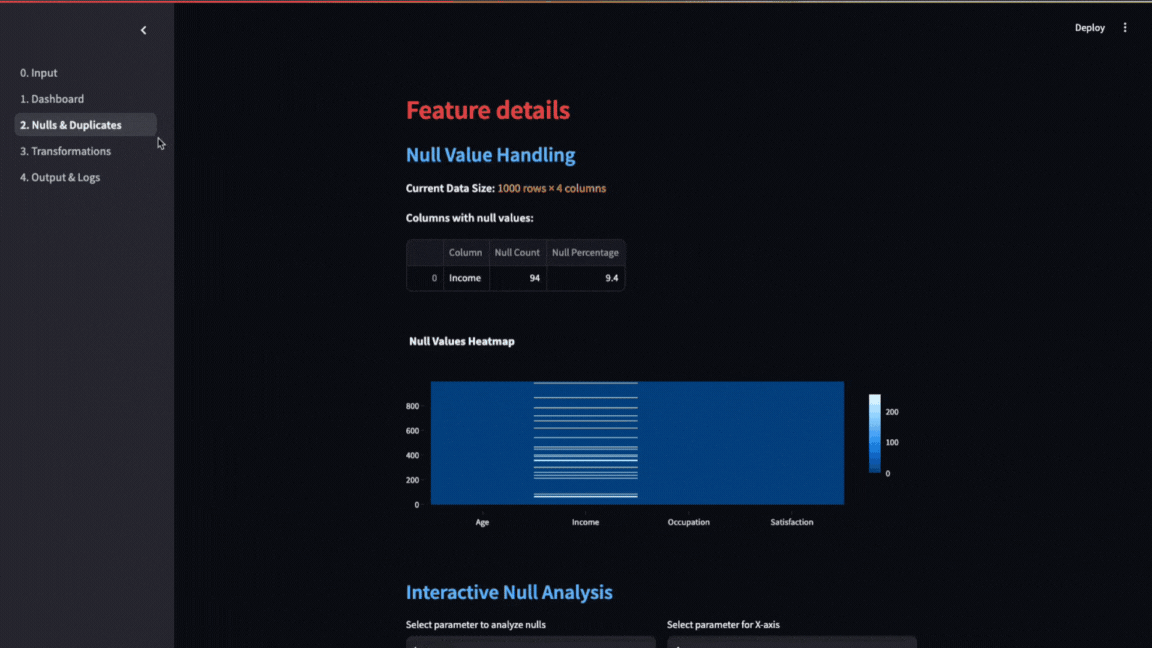 Deploy
0. Input
1. Dashboard
2. Nulls & Duplicates
3. Transformations
4. Output & Logs
Feature details
Null Value Handling
Current Data Size: 1000 rows × 4 columns
Columns with null values:
Column Null Count Null Percentage
0 Income 94 9.4
Null Values Heatmap
800
600
400
200
0
200
100
0
Age Income Occupation Satisfaction
Interactive Null Analysis
Select parameter to analyze nulls Select parameter for X-axis